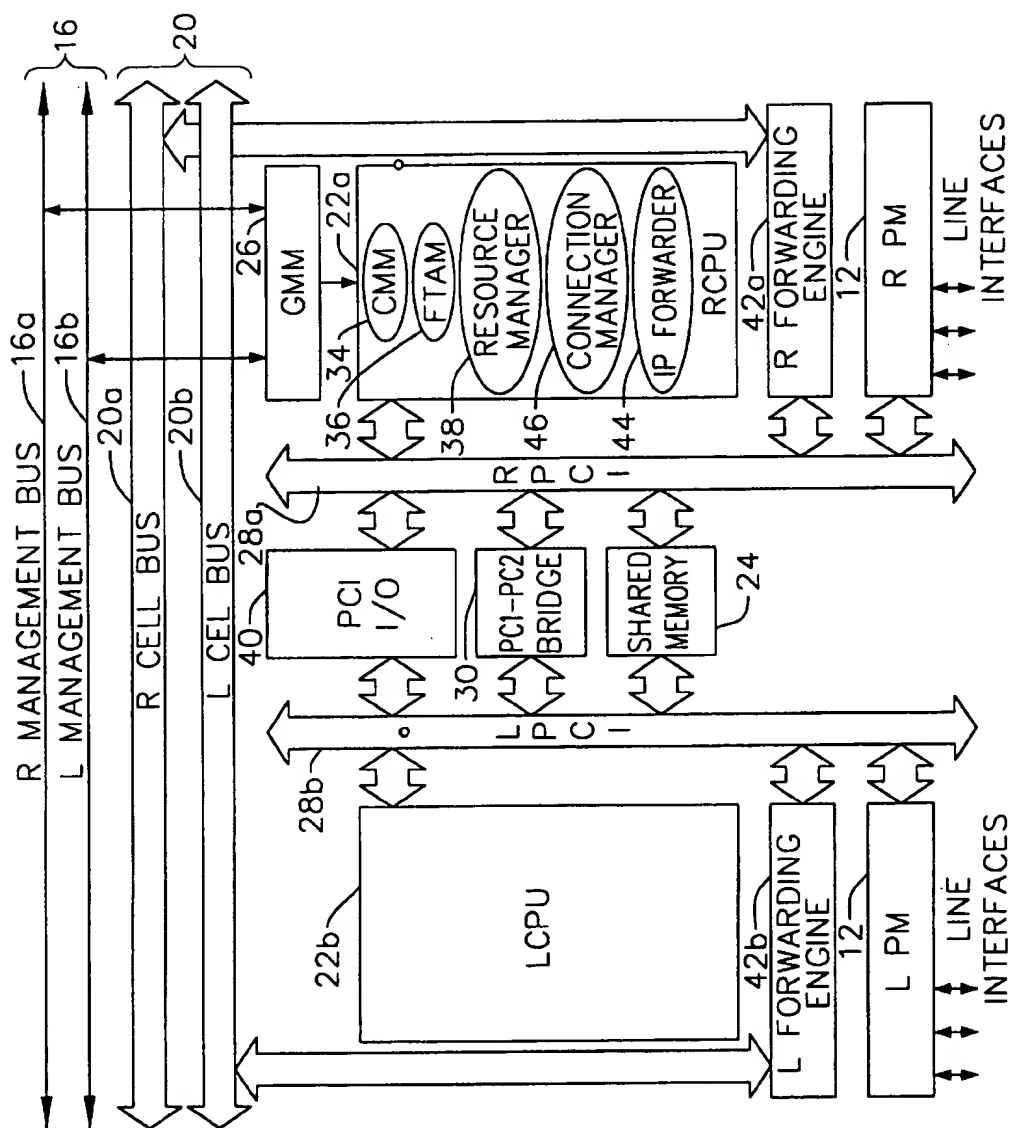 R MANAGEMENT BUS
16a
16
L MANAGEMENT BUS
16b
20a
R CELL BUS
20
20b
L CEL BUS
28a
26
GMM
22a
34
CMM
36
FTAM
38
RESOURCE
MANAGER
46
CONNECTION
MANAGER
44
IP FORWARDER
RCPU
40
PCI
I/O
30
PC1-PC2
BRIDGE
SHARED
MEMORY
24
R PCI
28b
L PCI
22b
LCPU
42b
L FORWARDING
ENGINE
42a
R FORWARDING
ENGINE
12
L PM
12
R PM
LINE
INTERFACES
LINE
INTERFACES